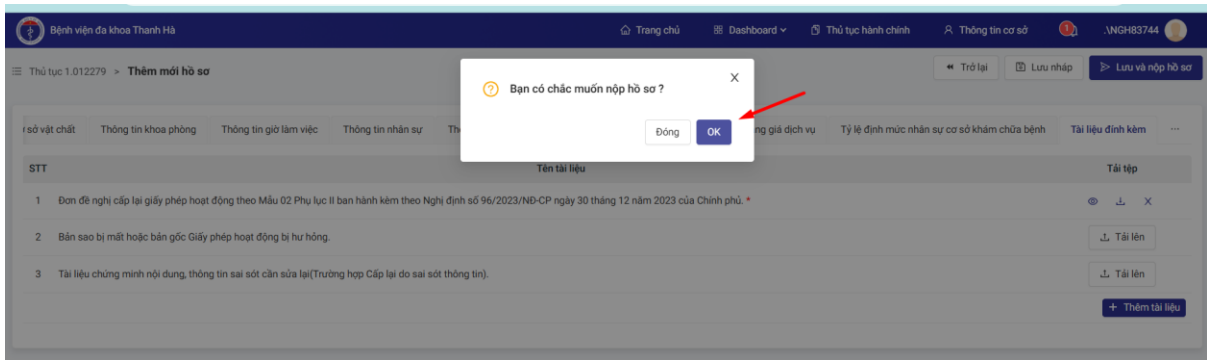 Bệnh viện đa khoa Thanh Hà
Trang chủ
Dashboard
Thủ tục hành chính
Thông tin cơ sở
1
.\NGH83744
Thủ tục 1.012279 > Thêm mới hồ sơ
Trở lại
Lưu nháp
Lưu và nộp hồ sơ
Bạn có chắc muốn nộp hồ sơ ?
X
Đóng
OK
sở vật chất
Thông tin khoa phòng
Thông tin giờ làm việc
Thông tin nhân sự
ng giá dịch vụ
Tỷ lệ định mức nhân sự cơ sở khám chữa bệnh
Tài liệu đính kèm
...
STT
Tên tài liệu
Tải tệp
1 Đơn đề nghị cấp lại giấy phép hoạt động theo Mẫu 02 Phụ lục II ban hành kèm theo Nghị định số 96/2023/NĐ-CP ngày 30 tháng 12 năm 2023 của Chính phủ. *
2 Bản sao bị mất hoặc bản gốc Giấy phép hoạt động bị hư hỏng.
Tải lên
3 Tài liệu chứng minh nội dung, thông tin sai sót cần sửa lại(Trường hợp Cấp lại do sai sót thông tin).
Tải lên
+ Thêm tài liệu